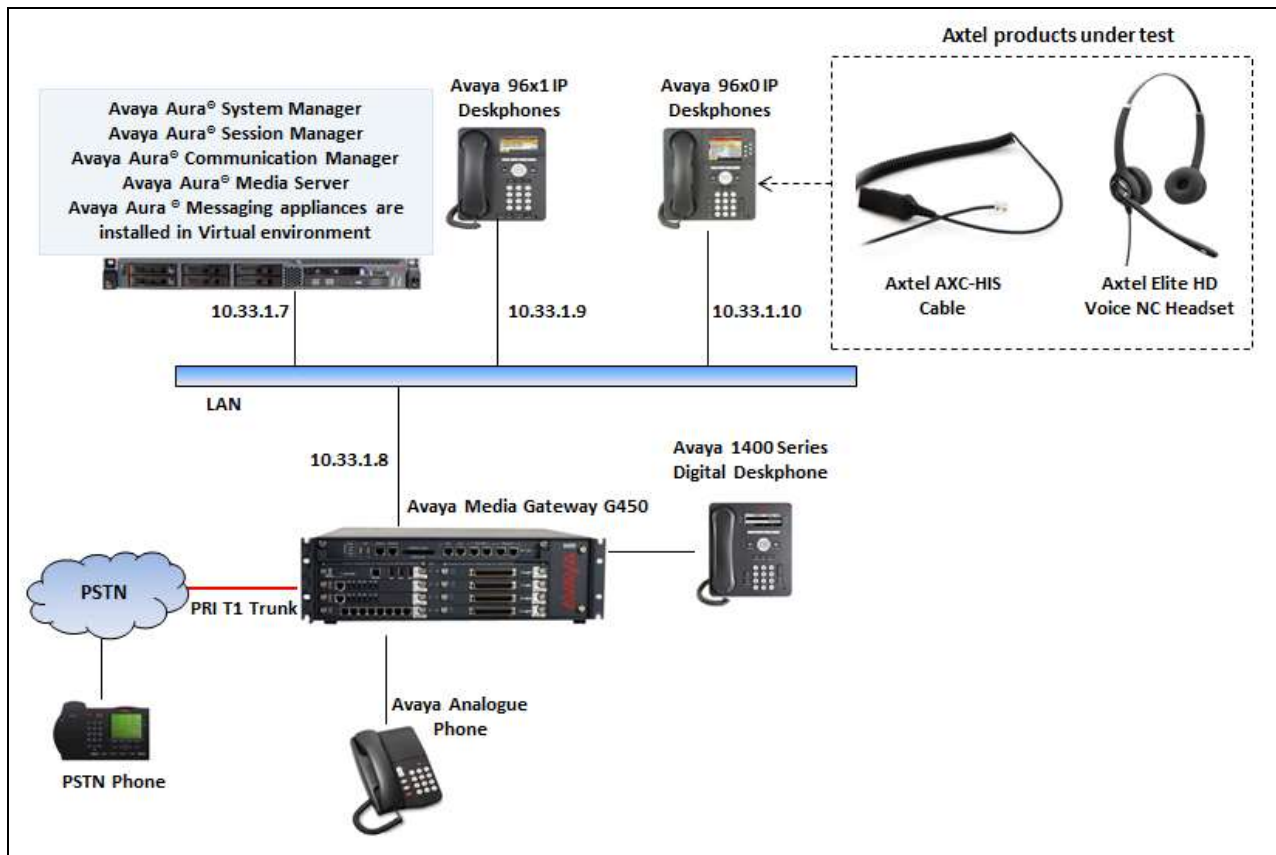 Axtel products under test
Avaya Aura® System Manager
Avaya Aura® Session Manager
Avaya Aura® Communication Manager
Avaya Aura® Media Server
Avaya Aura ® Messaging appliances are
installed in Virtual environment
Avaya 96x1 IP
Deskphones
Avaya 96x0 IP
Deskphones
Axtel AXC-HIS
Cable
Axtel Elite HD
Voice NC Headset
10.33.1.7
10.33.1.9
10.33.1.10
LAN
10.33.1.8
Avaya 1400 Series
Digital Deskphone
Avaya Media Gateway G450
PSTN
PRI T1 Trunk
Avaya Analogue
Phone
PSTN Phone